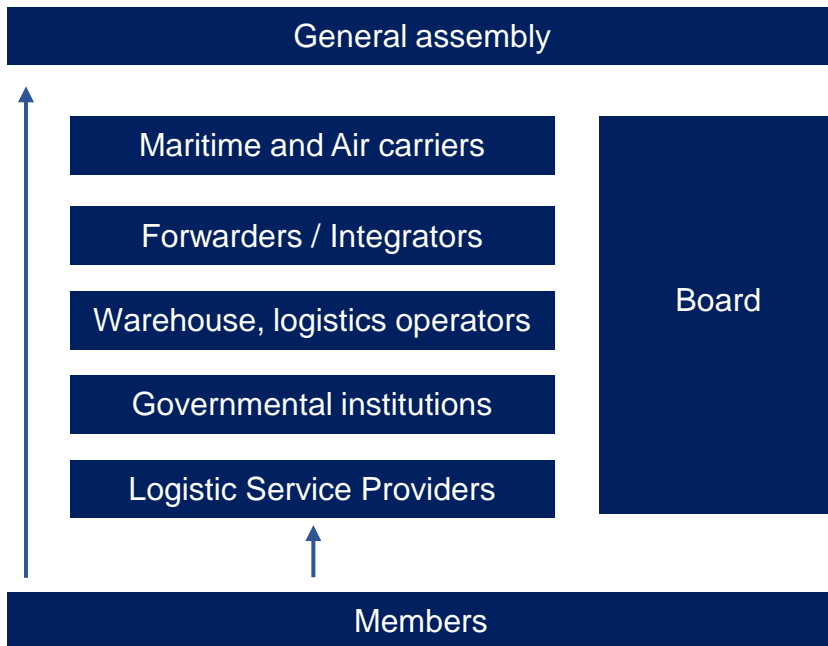 General assembly
Maritime and Air carriers
Forwarders / Integrators
Warehouse, logistics operators
Governmental institutions
Logistic Service Providers
Board
Members